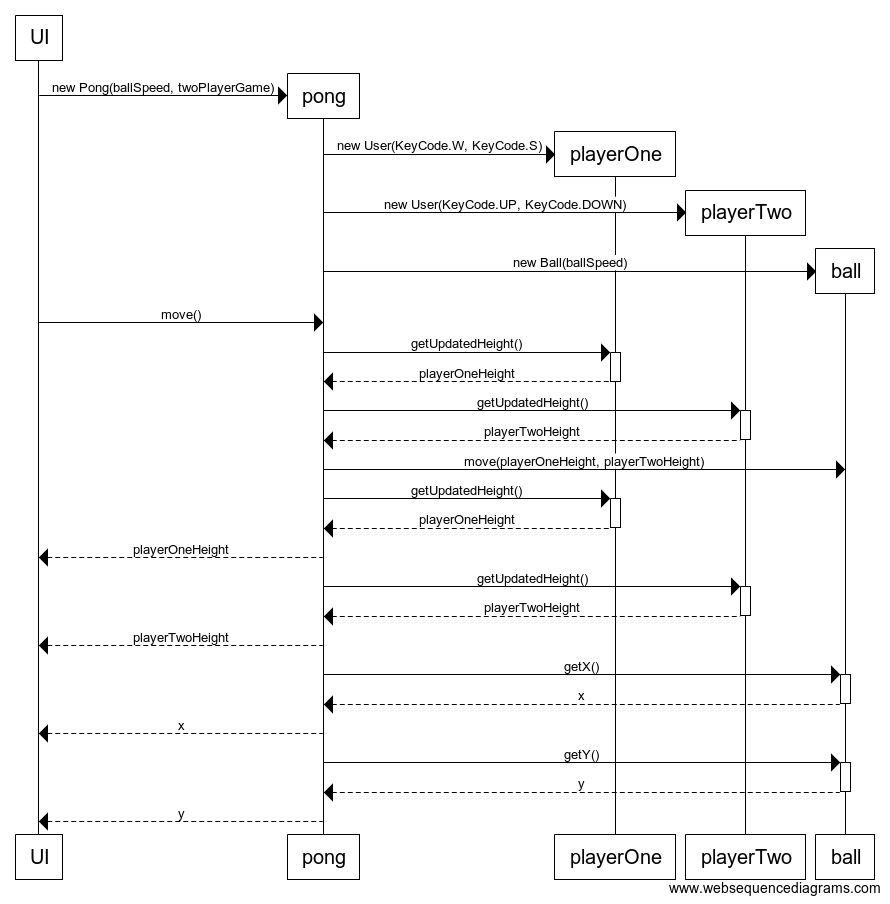 UI
new Pong(ballSpeed, twoPlayerGame)
pong
new User(KeyCode.W, KeyCode.S)
playerOne
new User(KeyCode.UP, KeyCode.DOWN)
playerTwo
new Ball(ballSpeed)
ball
move()
getUpdatedHeight()
playerOneHeight
getUpdatedHeight()
playerTwoHeight
move(playerOneHeight, playerTwoHeight)
getUpdatedHeight()
playerOneHeight
playerOneHeight
getUpdatedHeight()
playerTwoHeight
playerTwoHeight
getX()
x
x
getY()
y
y
UI pong playerOne playerTwo ball
www.websequencediagrams.com